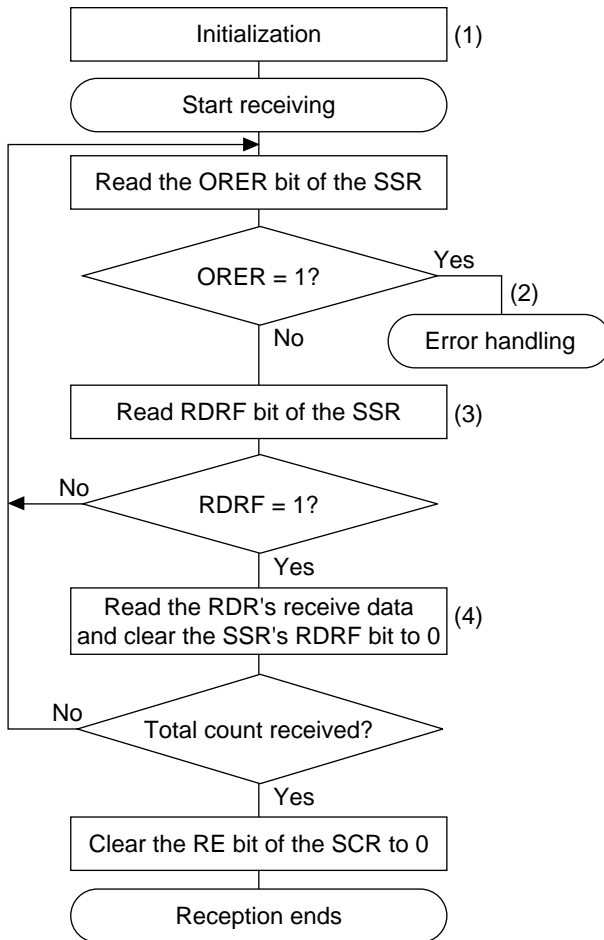 Initialization
(1)
Start receiving
Read the ORER bit of the SSR
ORER = 1?
Yes
(2)
Error handling
No
Read RDRF bit of the SSR
(3)
No
RDRF = 1?
Yes
Read the RDR's receive data
and clear the SSR's RDRF bit to 0
(4)
No
Total count received?
Yes
Clear the RE bit of the SCR to 0
Reception ends